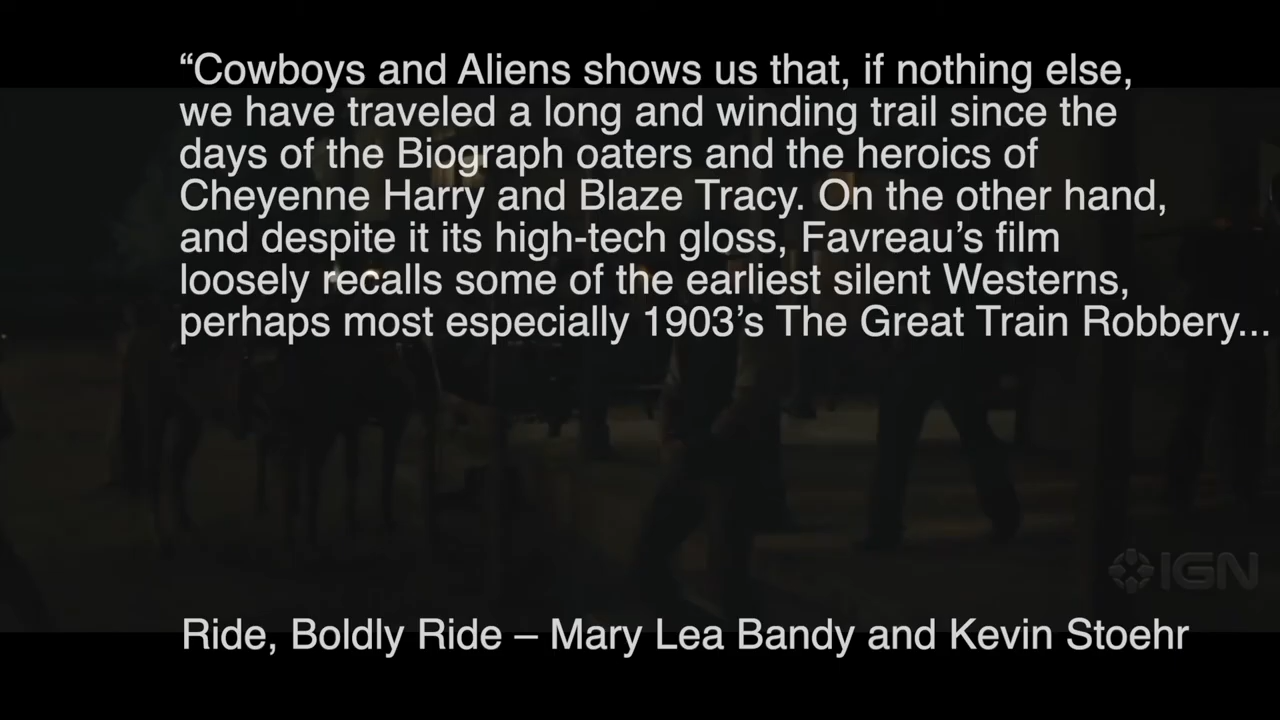 “Cowboys and Aliens shows us that, if nothing else,
we have traveled a long and winding trail since the
days of the Biograph oaters and the heroics of
Cheyenne Harry and Blaze Tracy. On the other hand,
and despite it its high-tech gloss, Favreau’s film
loosely recalls some of the earliest silent Westerns,
perhaps most especially 1903’s The Great Train Robbery...
IGN
Ride, Boldly Ride – Mary Lea Bandy and Kevin Stoehr